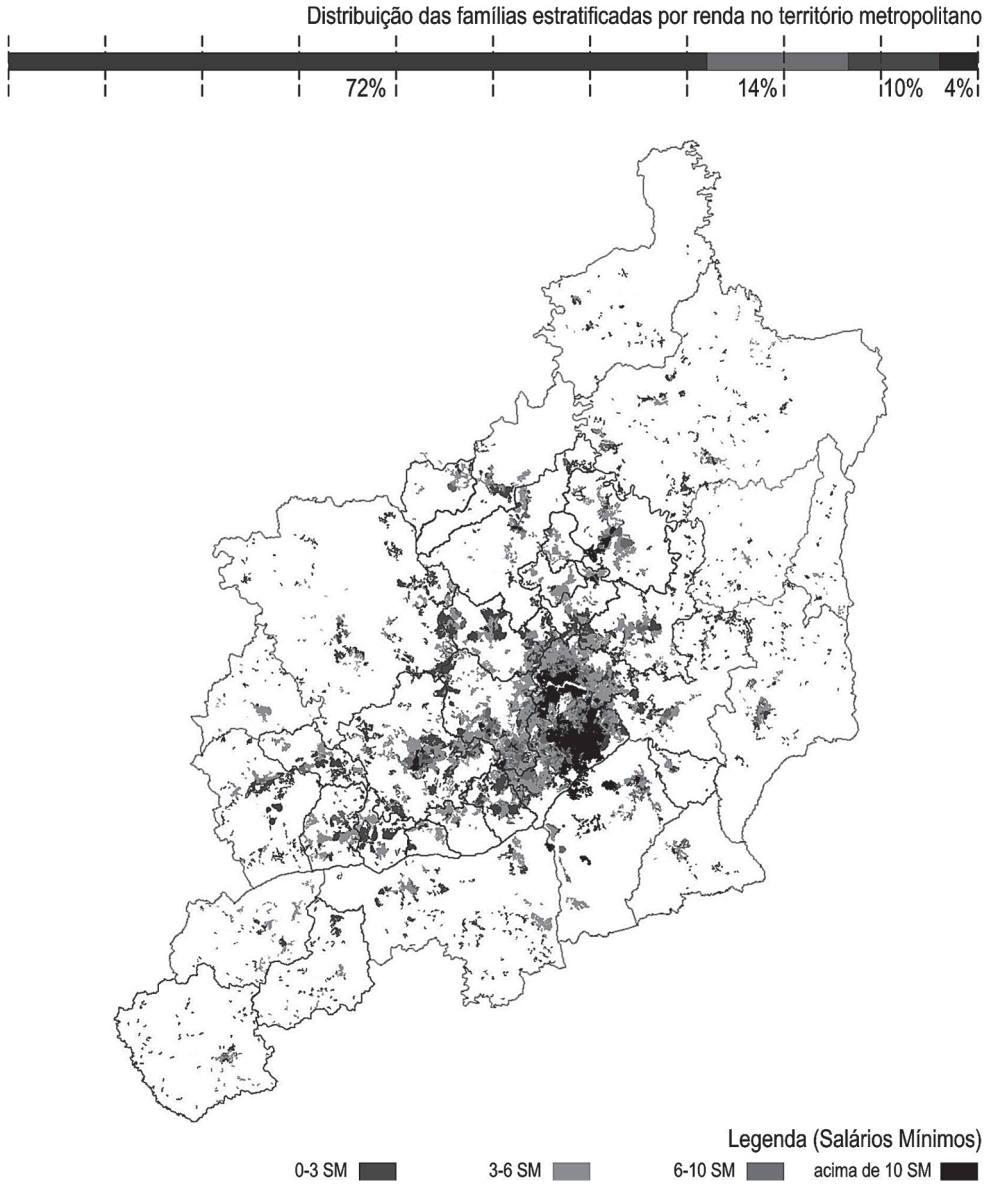 Distribuição das famílias estratificadas por renda no território metropolitano
72% 14% 10% 4%
Legenda (Salários Mínimos)
0-3 SM 3-6 SM 6-10 SM acima de 10 SM